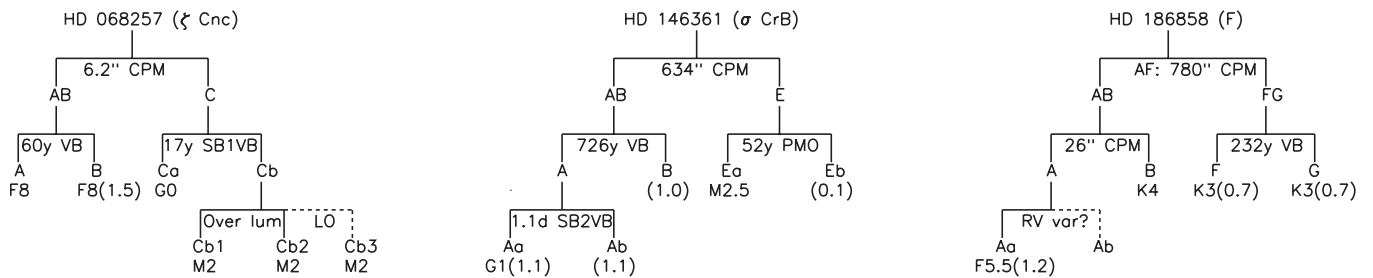 HD 068257 (ζ Cnc)
6.2" CPM
AB
C
60y VB
17y SB1VB
A
B
Ca
Cb
F8
F8(1.5)
G0
Over lum
LO
Cb1
Cb2
Cb3
M2
M2
M2
HD 146361 (σ CrB)
634" CPM
AB
E
726y VB
52y PMO
A
B
Ea
Eb
(1.0)
M2.5
(0.1)
1.1d SB2VB
Aa
Ab
G1(1.1)
(1.1)
HD 186858 (F)
AF: 780" CPM
AB
FG
26" CPM
232y VB
A
B
F
G
K4
K3(0.7)
K3(0.7)
RV var?
Aa
Ab
F5.5(1.2)